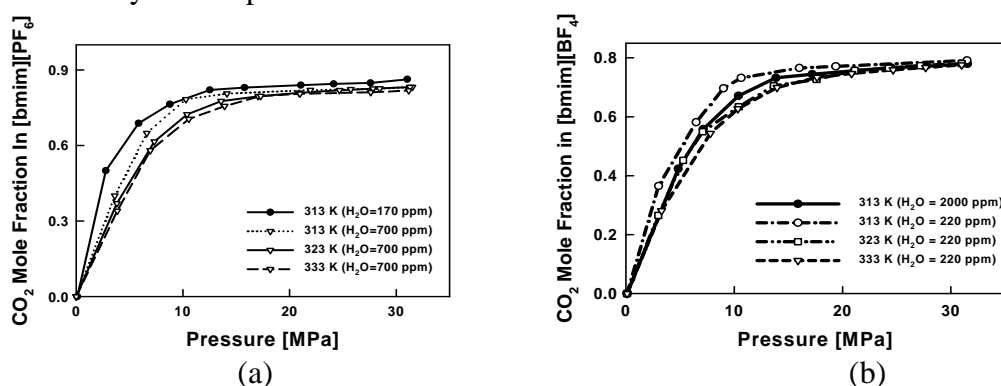 CO2 Mole Fraction In [bmim][PF6]
0.9
0.6
0.3
0.0
313 K (H2O=170 ppm)
313 K (H2O=700 ppm)
323 K (H2O=700 ppm)
333 K (H2O=700 ppm)
0 10 20 30
Pressure [MPa]
(a)
CO2 Mole Fraction in [bmim][BF4]
0.8
0.6
0.4
0.2
0.0
313 K (H2O = 2000 ppm)
313 K (H2O = 220 ppm)
323 K (H2O = 220 ppm)
333 K (H2O = 220 ppm)
0 10 20 30
Pressure [MPa]
(b)